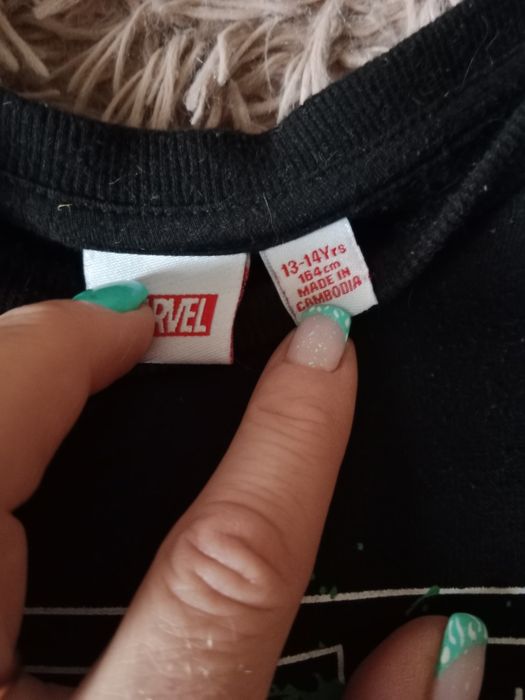 RVEL
13-14Yrs
164cm
MADE IN
CAMBODIA